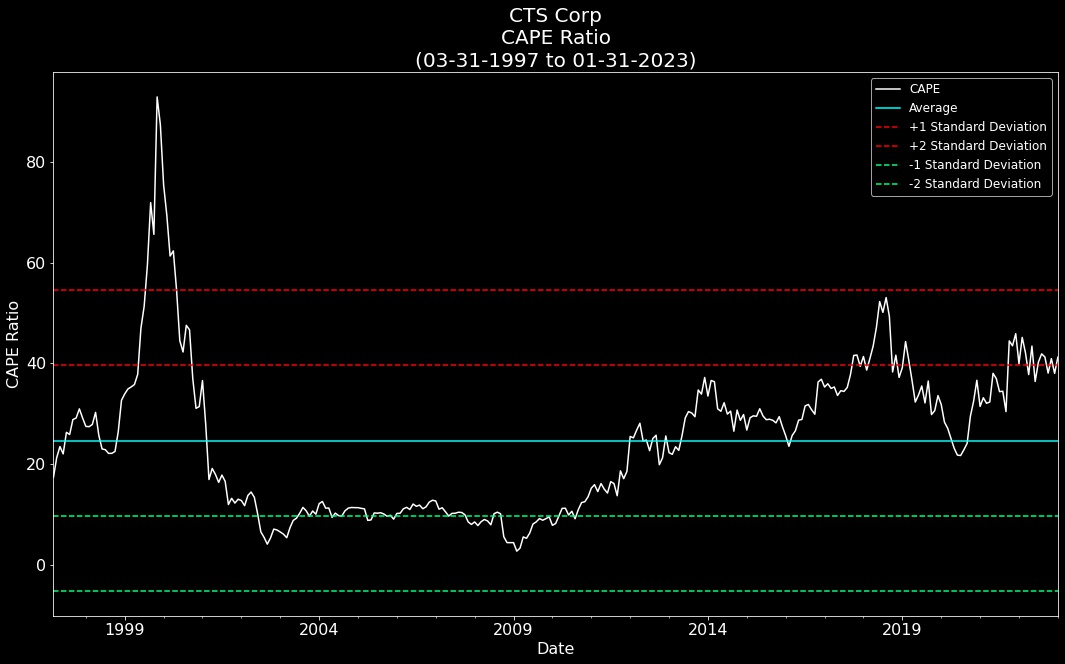 CTS Corp
CAPE Ratio
(03-31-1997 to 01-31-2023)
CAPE
Average
+1 Standard Deviation
+2 Standard Deviation
-1 Standard Deviation
-2 Standard Deviation
CAPE Ratio
80
60
40
20
0
1999
2004
2009
2014
2019
Date